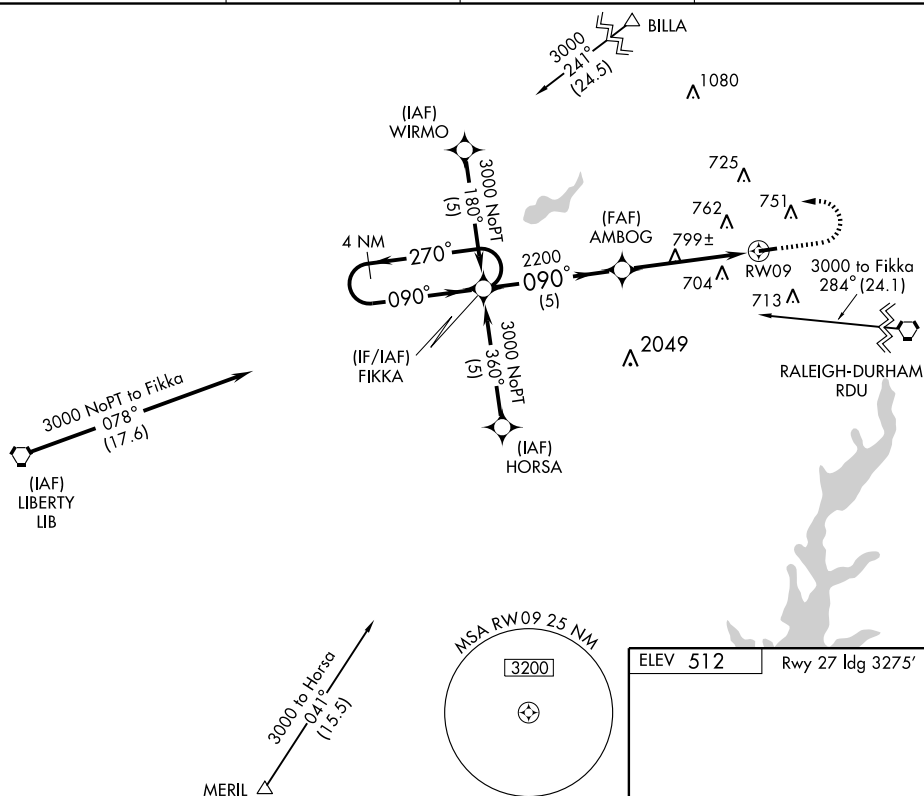 BILLA
3000
241°
(24.5)
1080
(IAF)
WIRMO
3000 NoPT
180°
(5)
725
762
751
(FAF)
AMBOG
799±
4 NM
270°
2200
090°
(5)
090°
RW09
704
3000 to Fikka
284° (24.1)
713
(IF/IAF)
FIKKA
3000 NoPT
360°
(5)
2049
RALEIGH-DURHAM
RDU
3000 NoPT to Fikka
078°
(17.6)
(IAF)
HORSA
(IAF)
LIBERTY
LIB
MSA RW09 25 NM
3200
ELEV 512
Rwy 27 ldg 3275'
3000 to Horsa
041°
(15.5)
MERIL